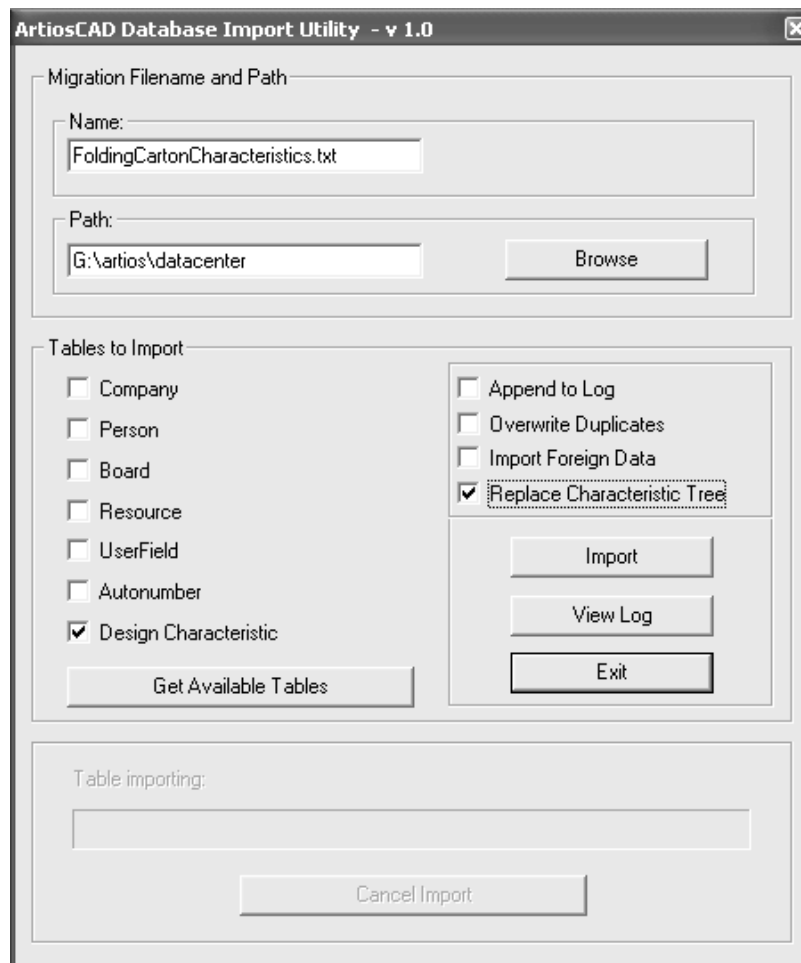 ArtiosCAD Database Import Utility - v 1.0
Migration Filename and Path
Name:
FoldingCartonCharacteristics.txt
Path:
G:\artios\datacenter
Browse
Tables to Import
Company
Person
Board
Resource
UserField
Autonumber
Design Characteristic
Get Available Tables
Append to Log
Overwrite Duplicates
Import Foreign Data
Replace Characteristic Tree
Import
View Log
Exit
Table importing:
Cancel Import